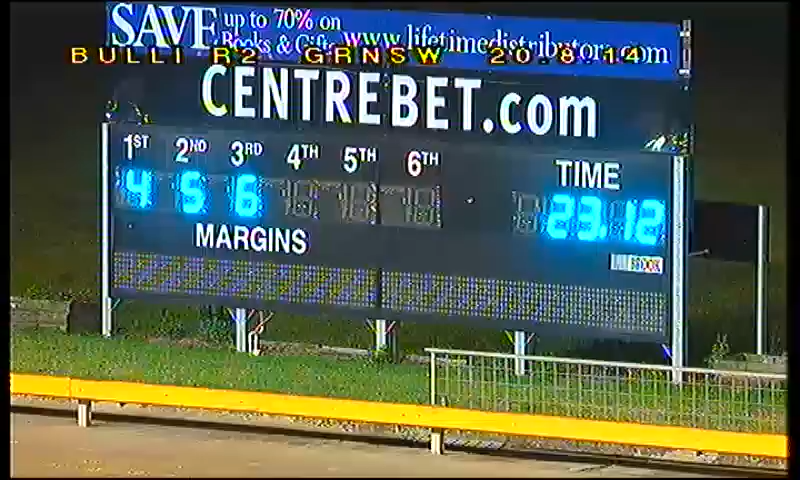 SAVE up to 70% on
Books & Gifts www.lifetimedistributors.com
BULLI R2 GRNSW 20.8.14
CENTREBET.com
1ST 2ND 3RD 4TH 5TH 6TH TIME
4 5 6 23.12
MARGINS